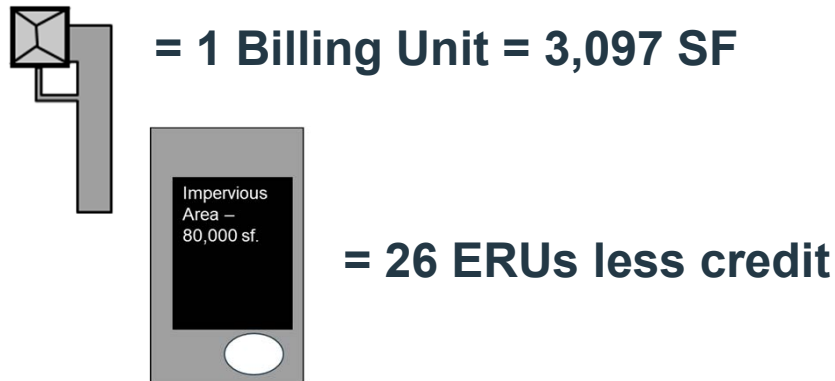 = 1 Billing Unit = 3,097 SF
Impervious
Area –
80,000 sf.
= 26 ERUs less credit